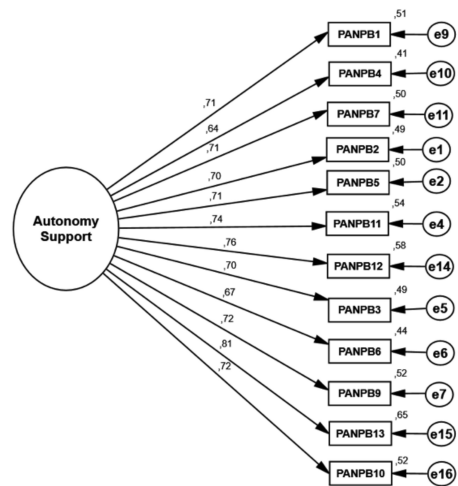 ,51
PANPB1
e9
,41
PANPB4
e10
,71
,50
PANPB7
e11
,64
,71
,49
PANPB2
e1
,70
,50
PANPB5
e2
,71
,54
PANPB11
e4
,74
Autonomy
Support
,58
PANPB12
e14
,76
,49
PANPB3
e5
,70
,44
PANPB6
e6
,67
,52
PANPB9
e7
,72
,65
PANPB13
e15
,81
,52
PANPB10
e16
,72